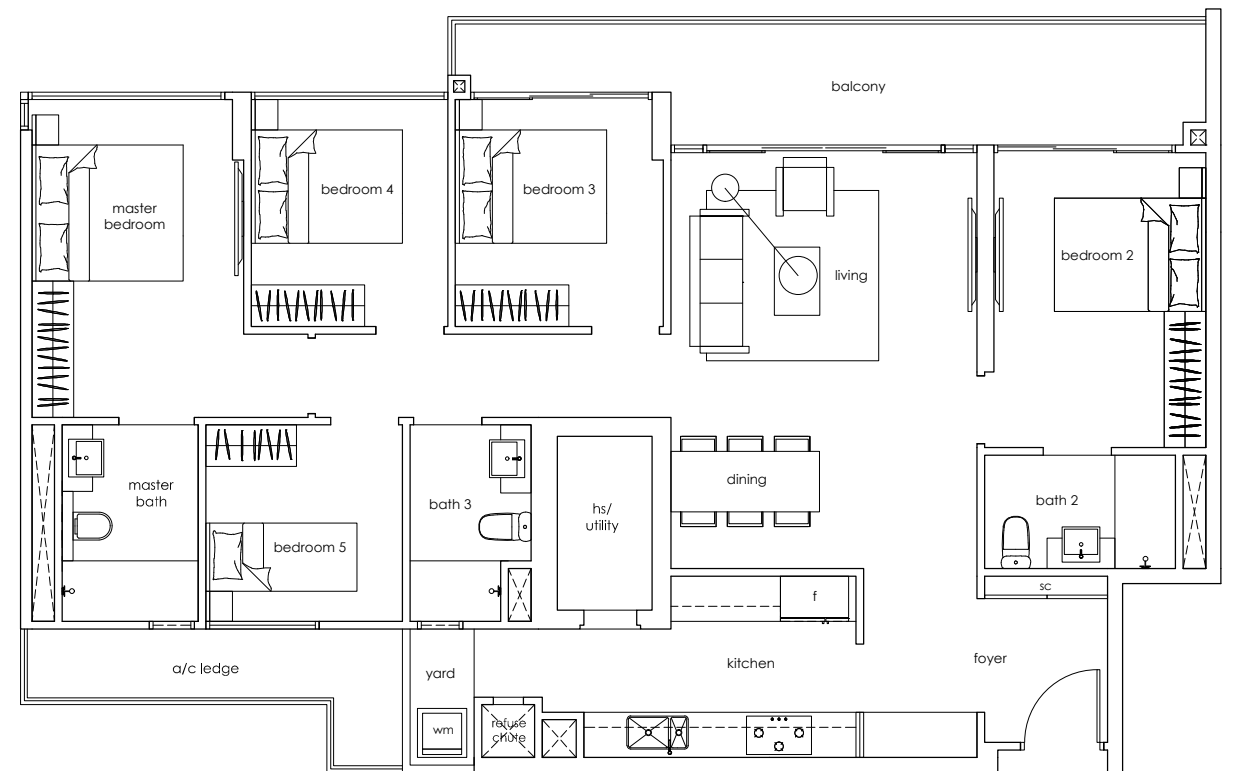 balcony
bedroom 4
bedroom 3
master
bedroom
bedroom 2
living
master
bath
dining
bath 3
bath 2
hs/
utility
bedroom 5
sc
f
foyer
kitchen
a/c ledge
yard
refuse
chute
wm